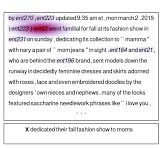 by ent270 , ent223 updated 9:35 am et , mon march 2 , 2015
( ent223 ) ent63 went familial for fall at its fashion show in
ent231 on sunday , dedicating its collection to `` mamma ''
with nary a pair of `` mom jeans '' in sight . ent164 and ent21 ,
who are behind the ent196 brand , sent models down the
runway in decidedly feminine dresses and skirts adorned
with roses , lace and even embroidered doodles by the
designers ' own nieces and nephews . many of the looks
featured saccharine needlework phrases like `` i love you ,
. . .
X dedicated their fall fashion show to moms